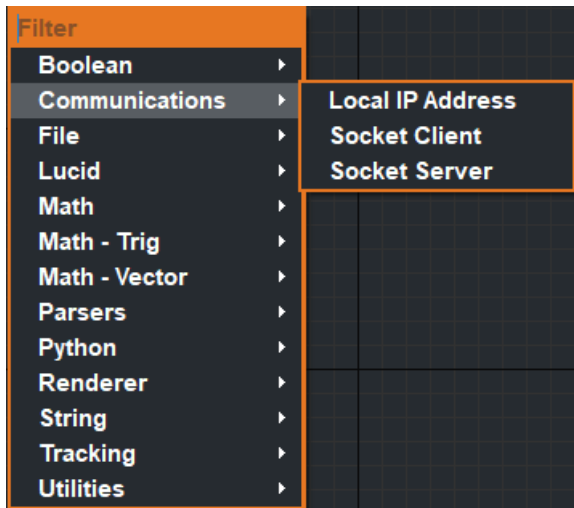 Filter
Boolean
Communications
Local IP Address
File
Socket Client
Lucid
Socket Server
Math
Math - Trig
Math - Vector
Parsers
Python
Renderer
String
Tracking
Utilities